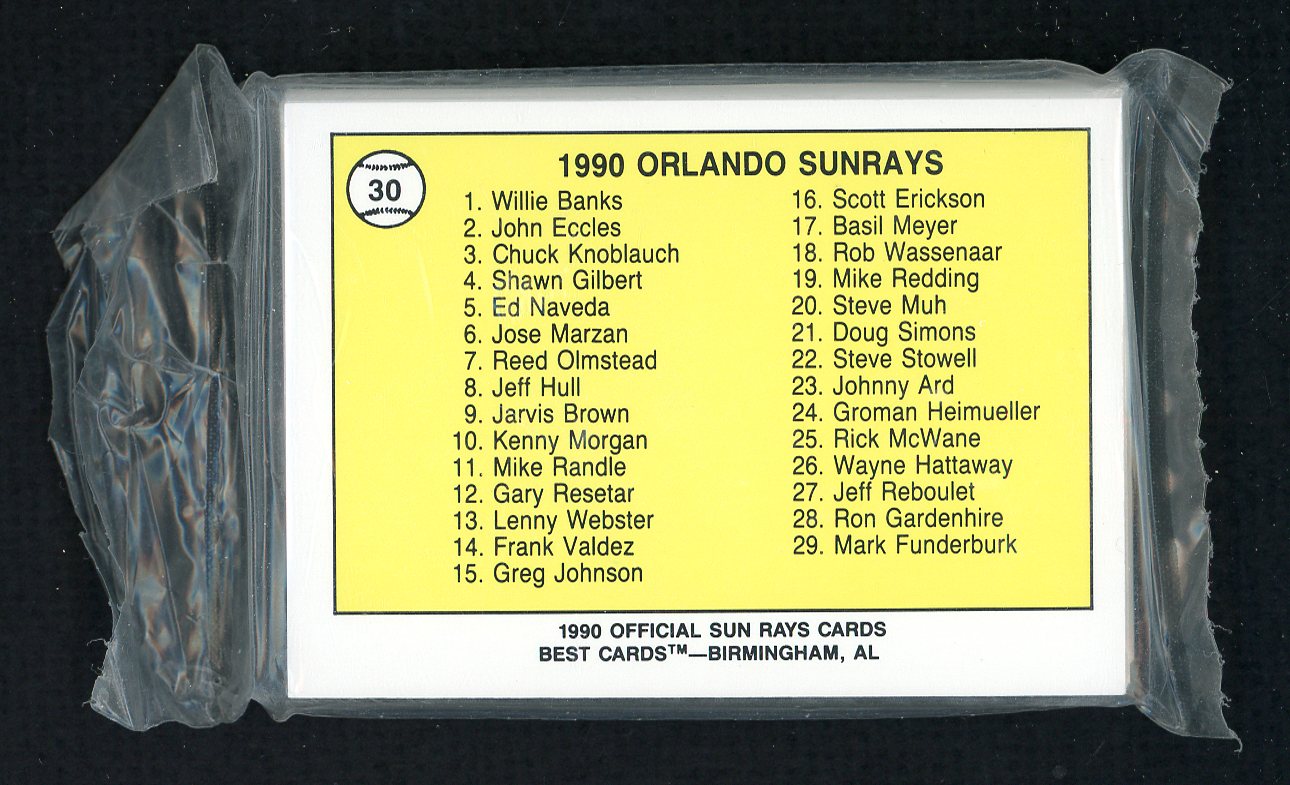 30
1990 ORLANDO SUNRAYS
1. Willie Banks
2. John Eccles
3. Chuck Knoblauch
4. Shawn Gilbert
5. Ed Naveda
6. Jose Marzan
7. Reed Olmstead
8. Jeff Hull
9. Jarvis Brown
10. Kenny Morgan
11. Mike Randle
12. Gary Resetar
13. Lenny Webster
14. Frank Valdez
15. Greg Johnson
16. Scott Erickson
17. Basil Meyer
18. Rob Wassenaar
19. Mike Redding
20. Steve Muh
21. Doug Simons
22. Steve Stowell
23. Johnny Ard
24. Groman Heimueller
25. Rick McWane
26. Wayne Hattaway
27. Jeff Reboulet
28. Ron Gardenhire
29. Mark Funderburk
1990 OFFICIAL SUN RAYS CARDS
BEST CARDS™—BIRMINGHAM, AL